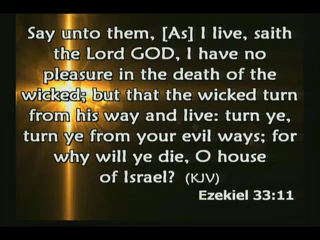 Say unto them, [As] I live, saith
the Lord GOD, I have no
pleasure in the death of the
wicked; but that the wicked turn
from his way and live: turn ye,
turn ye from your evil ways; for
why will ye die, O house
of Israel? (KJV)
Ezekiel 33:11